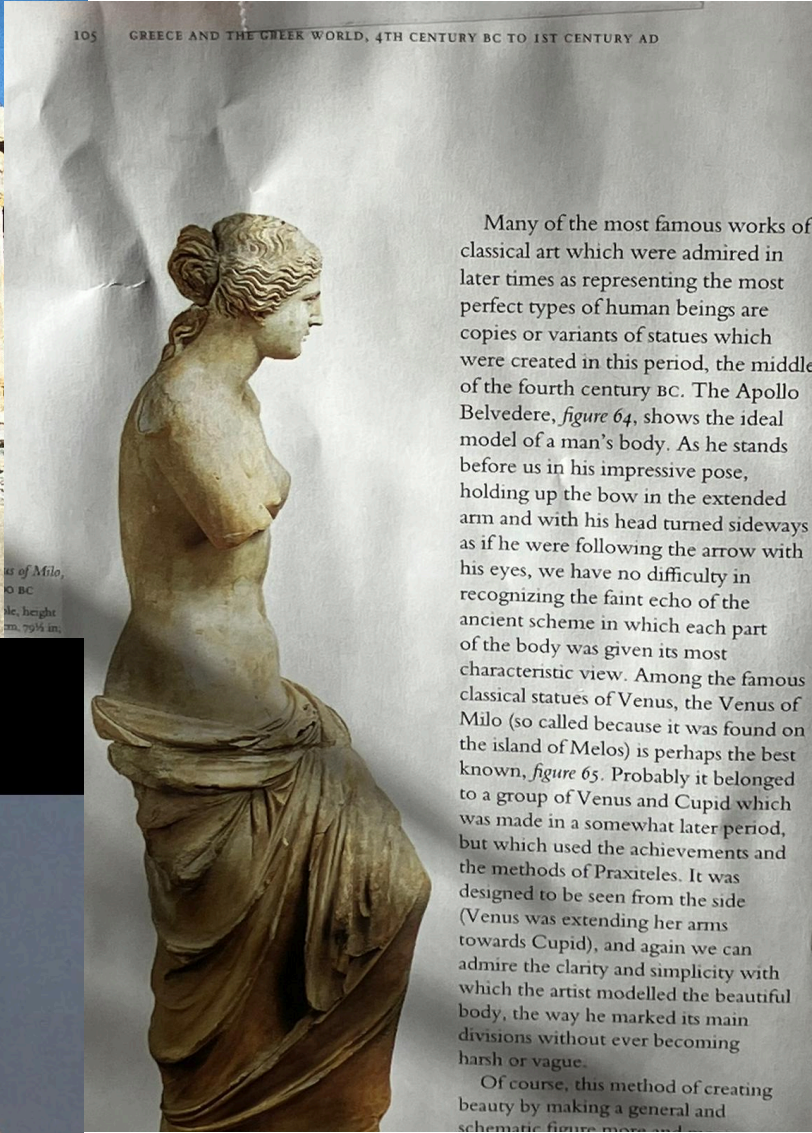 105 GREECE AND THE GREEK WORLD, 4TH CENTURY BC TO 1ST CENTURY AD
of Milo,
BC
height
79½ in;
Many of the most famous works of
classical art which were admired in
later times as representing the most
perfect types of human beings are
copies or variants of statues which
were created in this period, the middle
of the fourth century BC. The Apollo
Belvedere, figure 64, shows the ideal
model of a man's body. As he stands
before us in his impressive pose,
holding up the bow in the extended
arm and with his head turned sideways
as if he were following the arrow with
his eyes, we have no difficulty in
recognizing the faint echo of the
ancient scheme in which each part
of the body was given its most
characteristic view. Among the famous
classical statues of Venus, the Venus of
Milo (so called because it was found on
the island of Melos) is perhaps the best
known, figure 65. Probably it belonged
to a group of Venus and Cupid which
was made in a somewhat later period,
but which used the achievements and
the methods of Praxiteles. It was
designed to be seen from the side
(Venus was extending her arms
towards Cupid), and again we can
admire the clarity and simplicity with
which the artist modelled the beautiful
body, the way he marked its main
divisions without ever becoming
harsh or vague.
Of course, this method of creating
beauty by making a general and
schematic figure more and